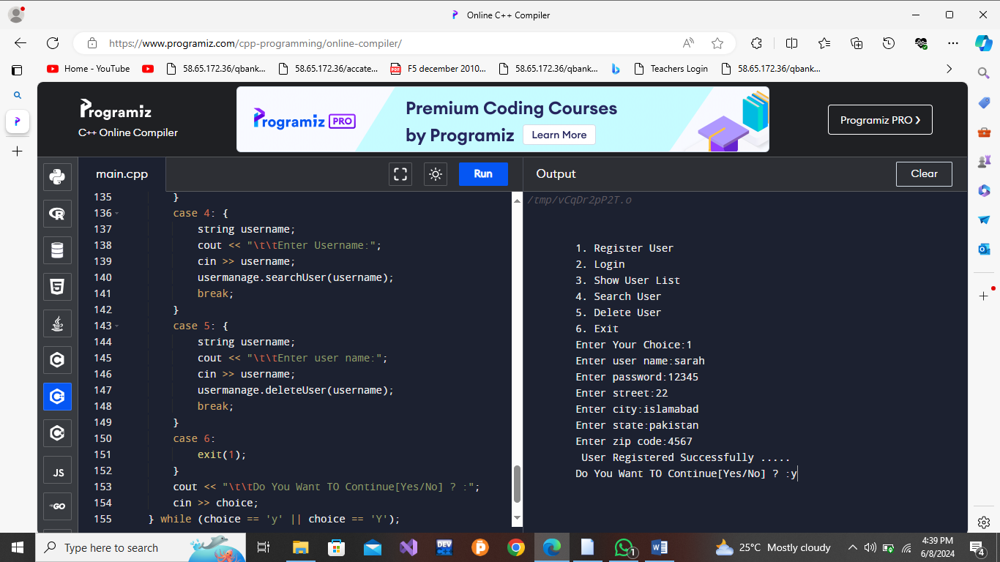 Online C++ Compiler
https://www.programiz.com/cpp-programming/online-compiler/
Home - YouTube
58.65.172.36/qbank...
58.65.172.36/accate...
F5 december 2010...
58.65.172.36/qbank...
Teachers Login
58.65.172.36/qbank...
Programiz
C++ Online Compiler
Programiz PRO
Premium Coding Courses
by Programiz
Learn More
Programiz PRO
main.cpp
Run
Output
Clear
135 }
136 case 4: {
137 string username;
138 cout << "\t\tEnter Username:";
139 cin >> username;
140 usermanage.searchUser(username);
141 break;
142 }
143 case 5: {
144 string username;
145 cout << "\t\tEnter user name:";
146 cin >> username;
147 usermanage.deleteUser(username);
148 break;
149 }
150 case 6:
151 exit(1);
152 }
153 cout << "\t\tDo You Want TO Continue[Yes/No] ? :";
154 cin >> choice;
155 } while (choice == 'y' || choice == 'Y');
JS
GO
/tmp/vCqDr2pP2T.o
1. Register User
2. Login
3. Show User List
4. Search User
5. Delete User
6. Exit
Enter Your Choice:1
Enter user name:sarah
Enter password:12345
Enter street:22
Enter city:islamabad
Enter state:pakistan
Enter zip code:4567
User Registered Successfully .....
Do You Want TO Continue[Yes/No] ? :y
Type here to search
DEV
1
25°C Mostly cloudy
4:39 PM
6/8/2024
4